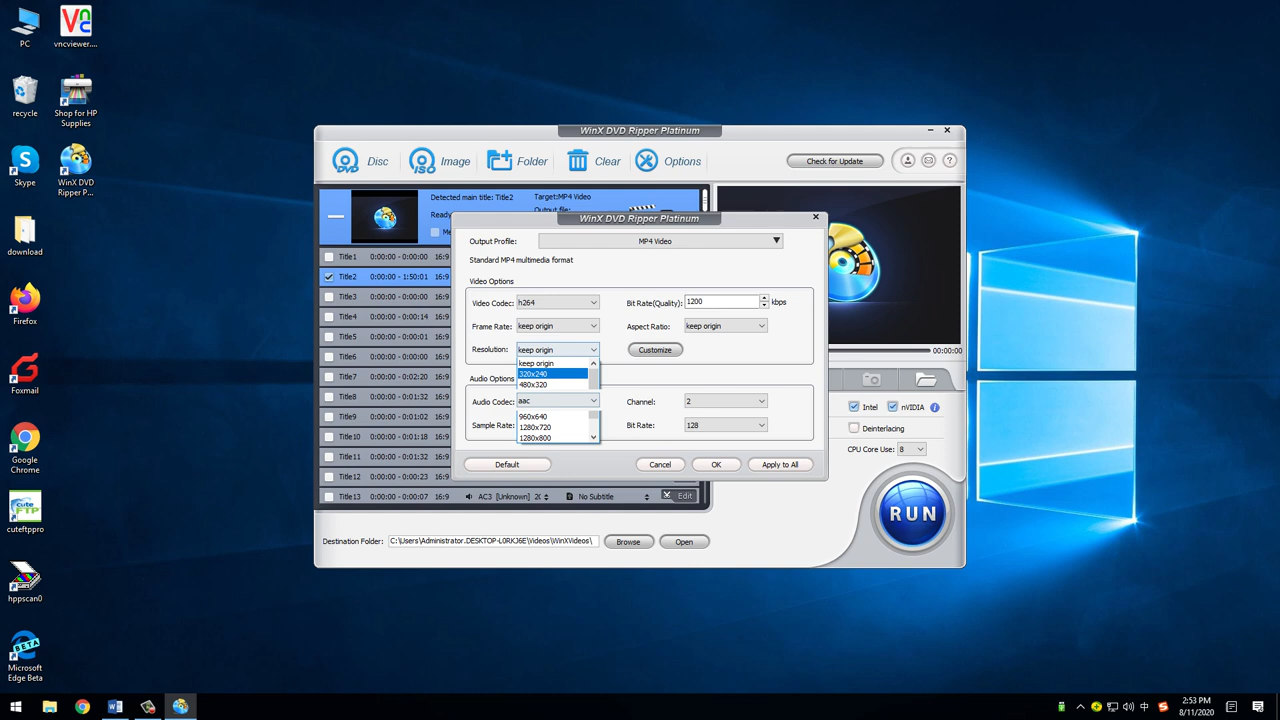 PC
vncviewer....
recycle
Shop for HP
Supplies
Skype
WinX DVD
Ripper P...
download
Firefox
Foxmail
Google
Chrome
cuteftppro
hppscan0
Microsoft
Edge Beta
WinX DVD Ripper Platinum
Disc
Image
Folder
Clear
Options
Check for Update
Detected main title: Title2
Target:MP4 Video
Output file:
WinX DVD Ripper Platinum
Output Profile: MP4 Video
Standard MP4 multimedia format
Video Options
Video Codec: h264
Bit Rate(Quality): 1200 kbps
Frame Rate: keep origin
Aspect Ratio: keep origin
Resolution: keep origin
Customize
keep origin
320x240
480x320
Audio Options
Audio Codec: aac
Channel: 2
960x640
1280x720
1280x800
Sample Rate:
Bit Rate: 128
Default
Cancel
OK
Apply to All
Title1 0:00:00 - 0:00:00 16:9
Title2 0:00:00 - 1:50:01 16:9
Title3 0:00:00 - 0:00:00 16:9
Title4 0:00:00 - 0:00:00 16:9
Title5 0:00:00 - 0:00:00 16:9
Title6 0:00:00 - 0:00:00 16:9
Title7 0:00:00 - 0:02:20 16:9
Title8 0:00:00 - 0:01:32 16:9
Title9 0:00:00 - 0:01:02 16:9
Title10 0:00:00 - 0:01:18 16:9
Title11 0:00:00 - 0:01:32 16:9
Title12 0:00:00 - 0:00:23 16:9
Title13 0:00:00 - 0:00:07 16:9 AC3 [Unknown] No Subtitle Edit
00:00:00
Intel
nVIDIA
Deinterlacing
CPU Core Use: 8
RUN
Destination Folder: C:\Users\Administrator.DESKTOP-L0RKJ6E\Videos\WinXVideos\
Browse
Open
2:53 PM
8/11/2020
中